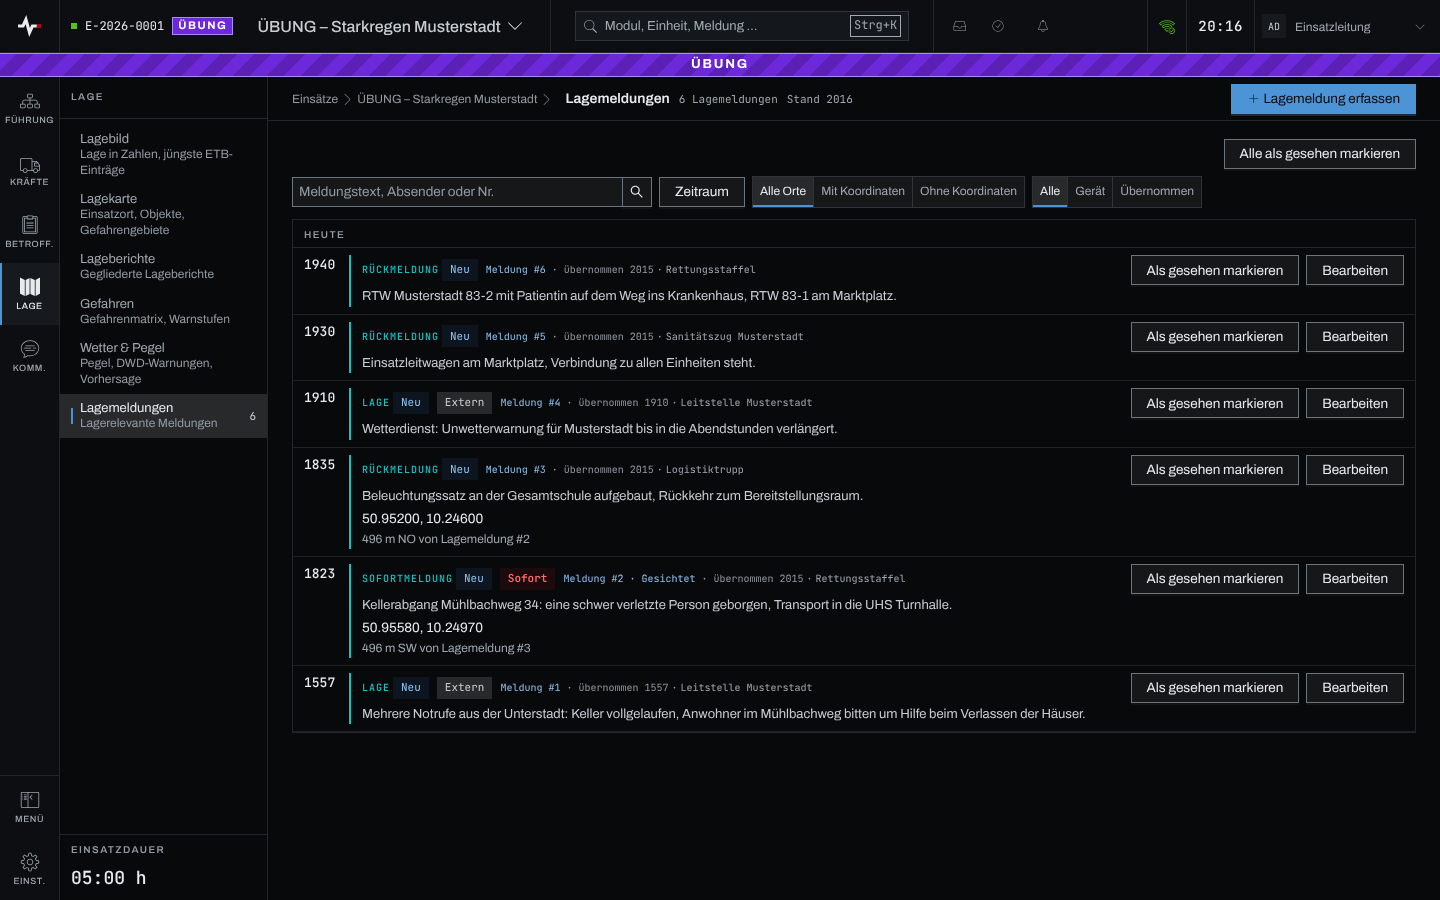 E-2026-0001 ÜBUNG ÜBUNG – Starkregen Musterstadt
Modul, Einheit, Meldung ... Strg+K
20:16 AD Einsatzleitung
ÜBUNG
FÜHRUNG
KRÄFTE
BETROFF.
LAGE
KOMM.
MENÜ
EINST.
LAGE
Lagebild
Lage in Zahlen, jüngste ETB-
Einträge
Lagekarte
Einsatzort, Objekte,
Gefahrengebiete
Lageberichte
Gegliederte Lageberichte
Gefahren
Gefahrenmatrix, Warnstufen
Wetter & Pegel
Pegel, DWD-Warnungen,
Vorhersage
Lagemeldungen 6
Lagerelevante Meldungen
EINSATZDAUER
05:00 h
Einsätze ÜBUNG – Starkregen Musterstadt Lagemeldungen 6 Lagemeldungen Stand 2016
+ Lagemeldung erfassen
Alle als gesehen markieren
Meldungstext, Absender oder Nr. Zeitraum Alle Orte Mit Koordinaten Ohne Koordinaten Alle Gerät Übernommen
HEUTE
1940 RÜCKMELDUNG Neu Meldung #6 · übernommen 2015 · Rettungsstaffel Als gesehen markieren Bearbeiten
RTW Musterstadt 83-2 mit Patientin auf dem Weg ins Krankenhaus, RTW 83-1 am Marktplatz.
1930 RÜCKMELDUNG Neu Meldung #5 · übernommen 2015 · Sanitätszug Musterstadt Als gesehen markieren Bearbeiten
Einsatzleitwagen am Marktplatz, Verbindung zu allen Einheiten steht.
1910 LAGE Neu Extern Meldung #4 · übernommen 1910 · Leitstelle Musterstadt Als gesehen markieren Bearbeiten
Wetterdienst: Unwetterwarnung für Musterstadt bis in die Abendstunden verlängert.
1835 RÜCKMELDUNG Neu Meldung #3 · übernommen 2015 · Logistiktrupp Als gesehen markieren Bearbeiten
Beleuchtungssatz an der Gesamtschule aufgebaut, Rückkehr zum Bereitstellungsraum.
50.95200, 10.24600
496 m NO von Lagemeldung #2
1823 SOFORTMELDUNG Neu Sofort Meldung #2 · Gesichtet · übernommen 2015 · Rettungsstaffel Als gesehen markieren Bearbeiten
Kellerabgang Mühlbachweg 34: eine schwer verletzte Person geborgen, Transport in die UHS Turnhalle.
50.95580, 10.24970
496 m SW von Lagemeldung #3
1557 LAGE Neu Extern Meldung #1 · übernommen 1557 · Leitstelle Musterstadt Als gesehen markieren Bearbeiten
Mehrere Notrufe aus der Unterstadt: Keller vollgelaufen, Anwohner im Mühlbachweg bitten um Hilfe beim Verlassen der Häuser.